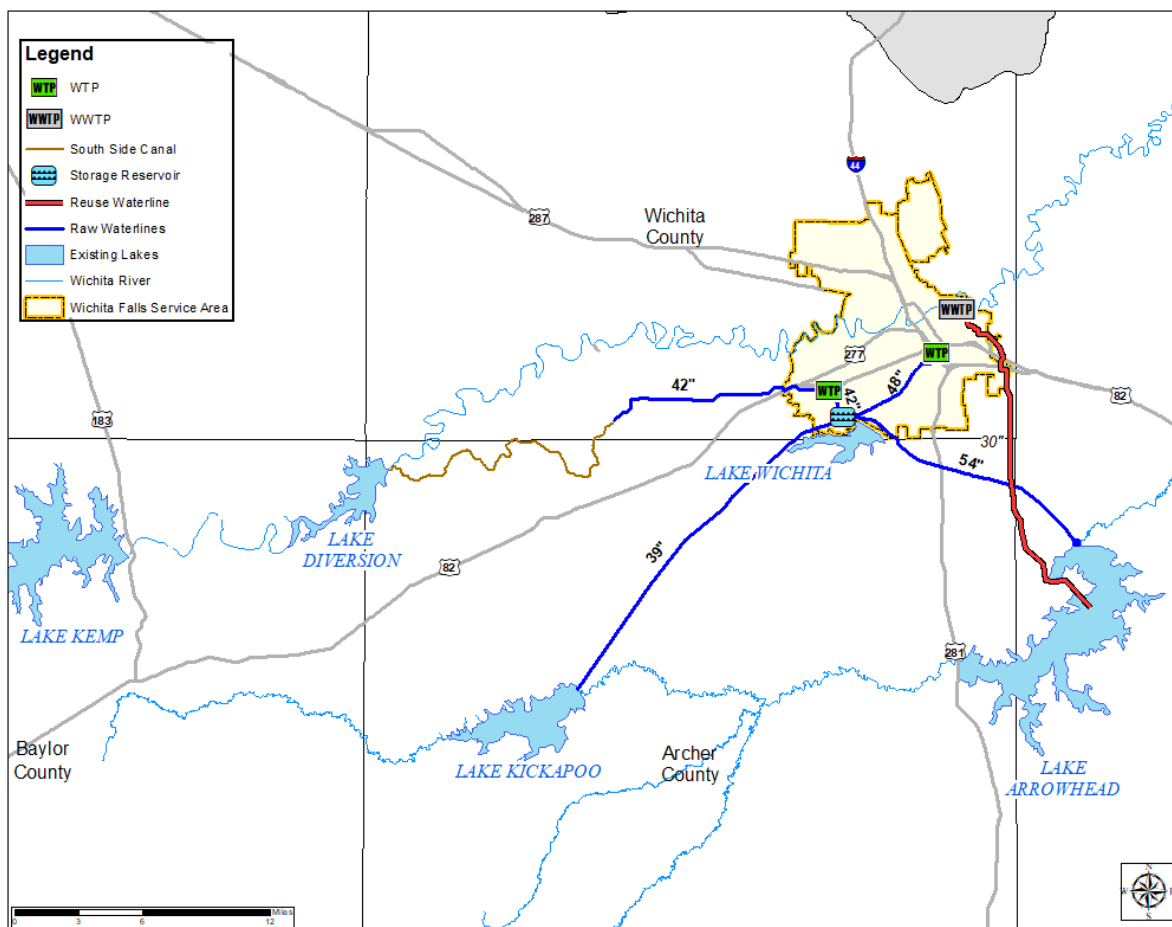 Legend
WTP WTP
WWTP WWTP
South Side Canal
Storage Reservoir
Reuse Waterline
Raw Waterlines
Existing Lakes
Wichita River
Wichita Falls Service Area
44
287
Wichita
County
WWTP
277
WTP
82
42"
WTP
42"
48"
183
30"
LAKE WICHITA
54"
LAKE
DIVERSION
39"
82
LAKE KEMP
281
Baylor
County
LAKE KICKAPOO
Archer
County
LAKE
ARROWHEAD
N
W
S
Miles
0 3 6 12